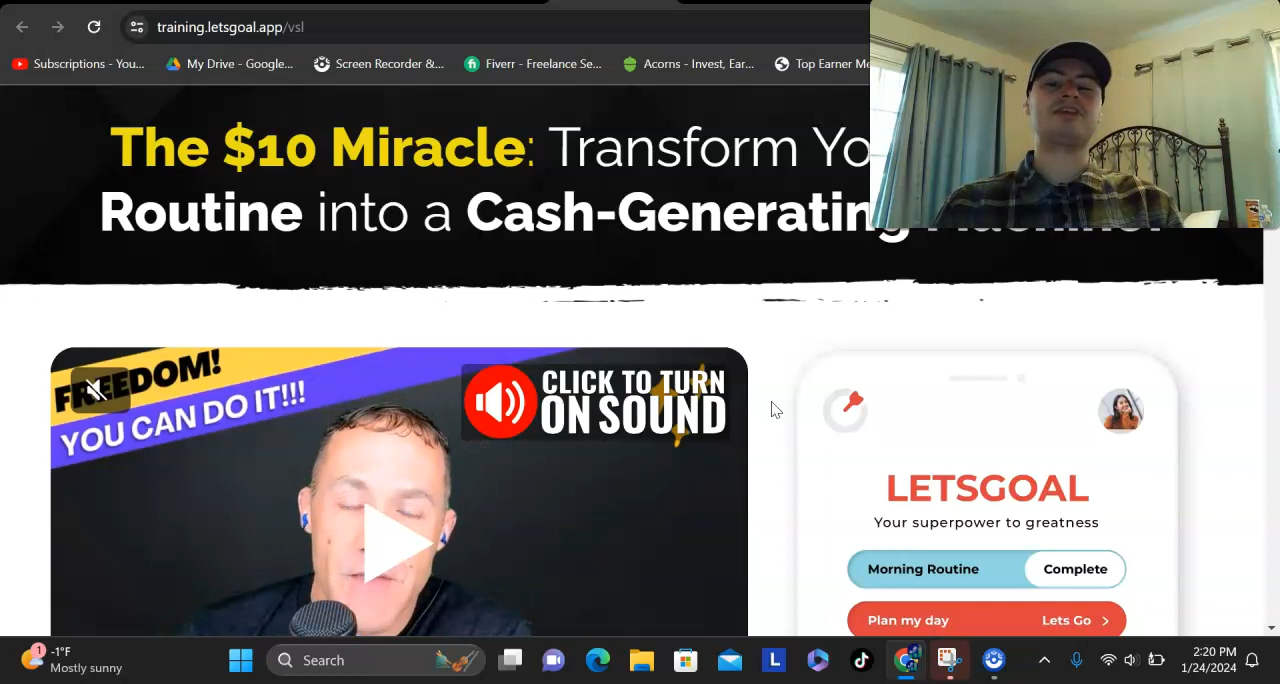 training.letsgoal.app/vsl
Subscriptions - You...
My Drive - Google...
Screen Recorder &...
Fiverr - Freelance Se...
Acorns - Invest, Ear...
Top Earner
The $10 Miracle: Transform
Routine into a Cash-Generating
FREEDOM!
YOU CAN DO IT!!!
CLICK TO TURN
ON SOUND
LETSGOAL
Your superpower to greatness
Morning Routine
Complete
Plan my day
Lets Go >
1
-1°F
Mostly sunny
Search
L
2:20 PM
1/24/2024